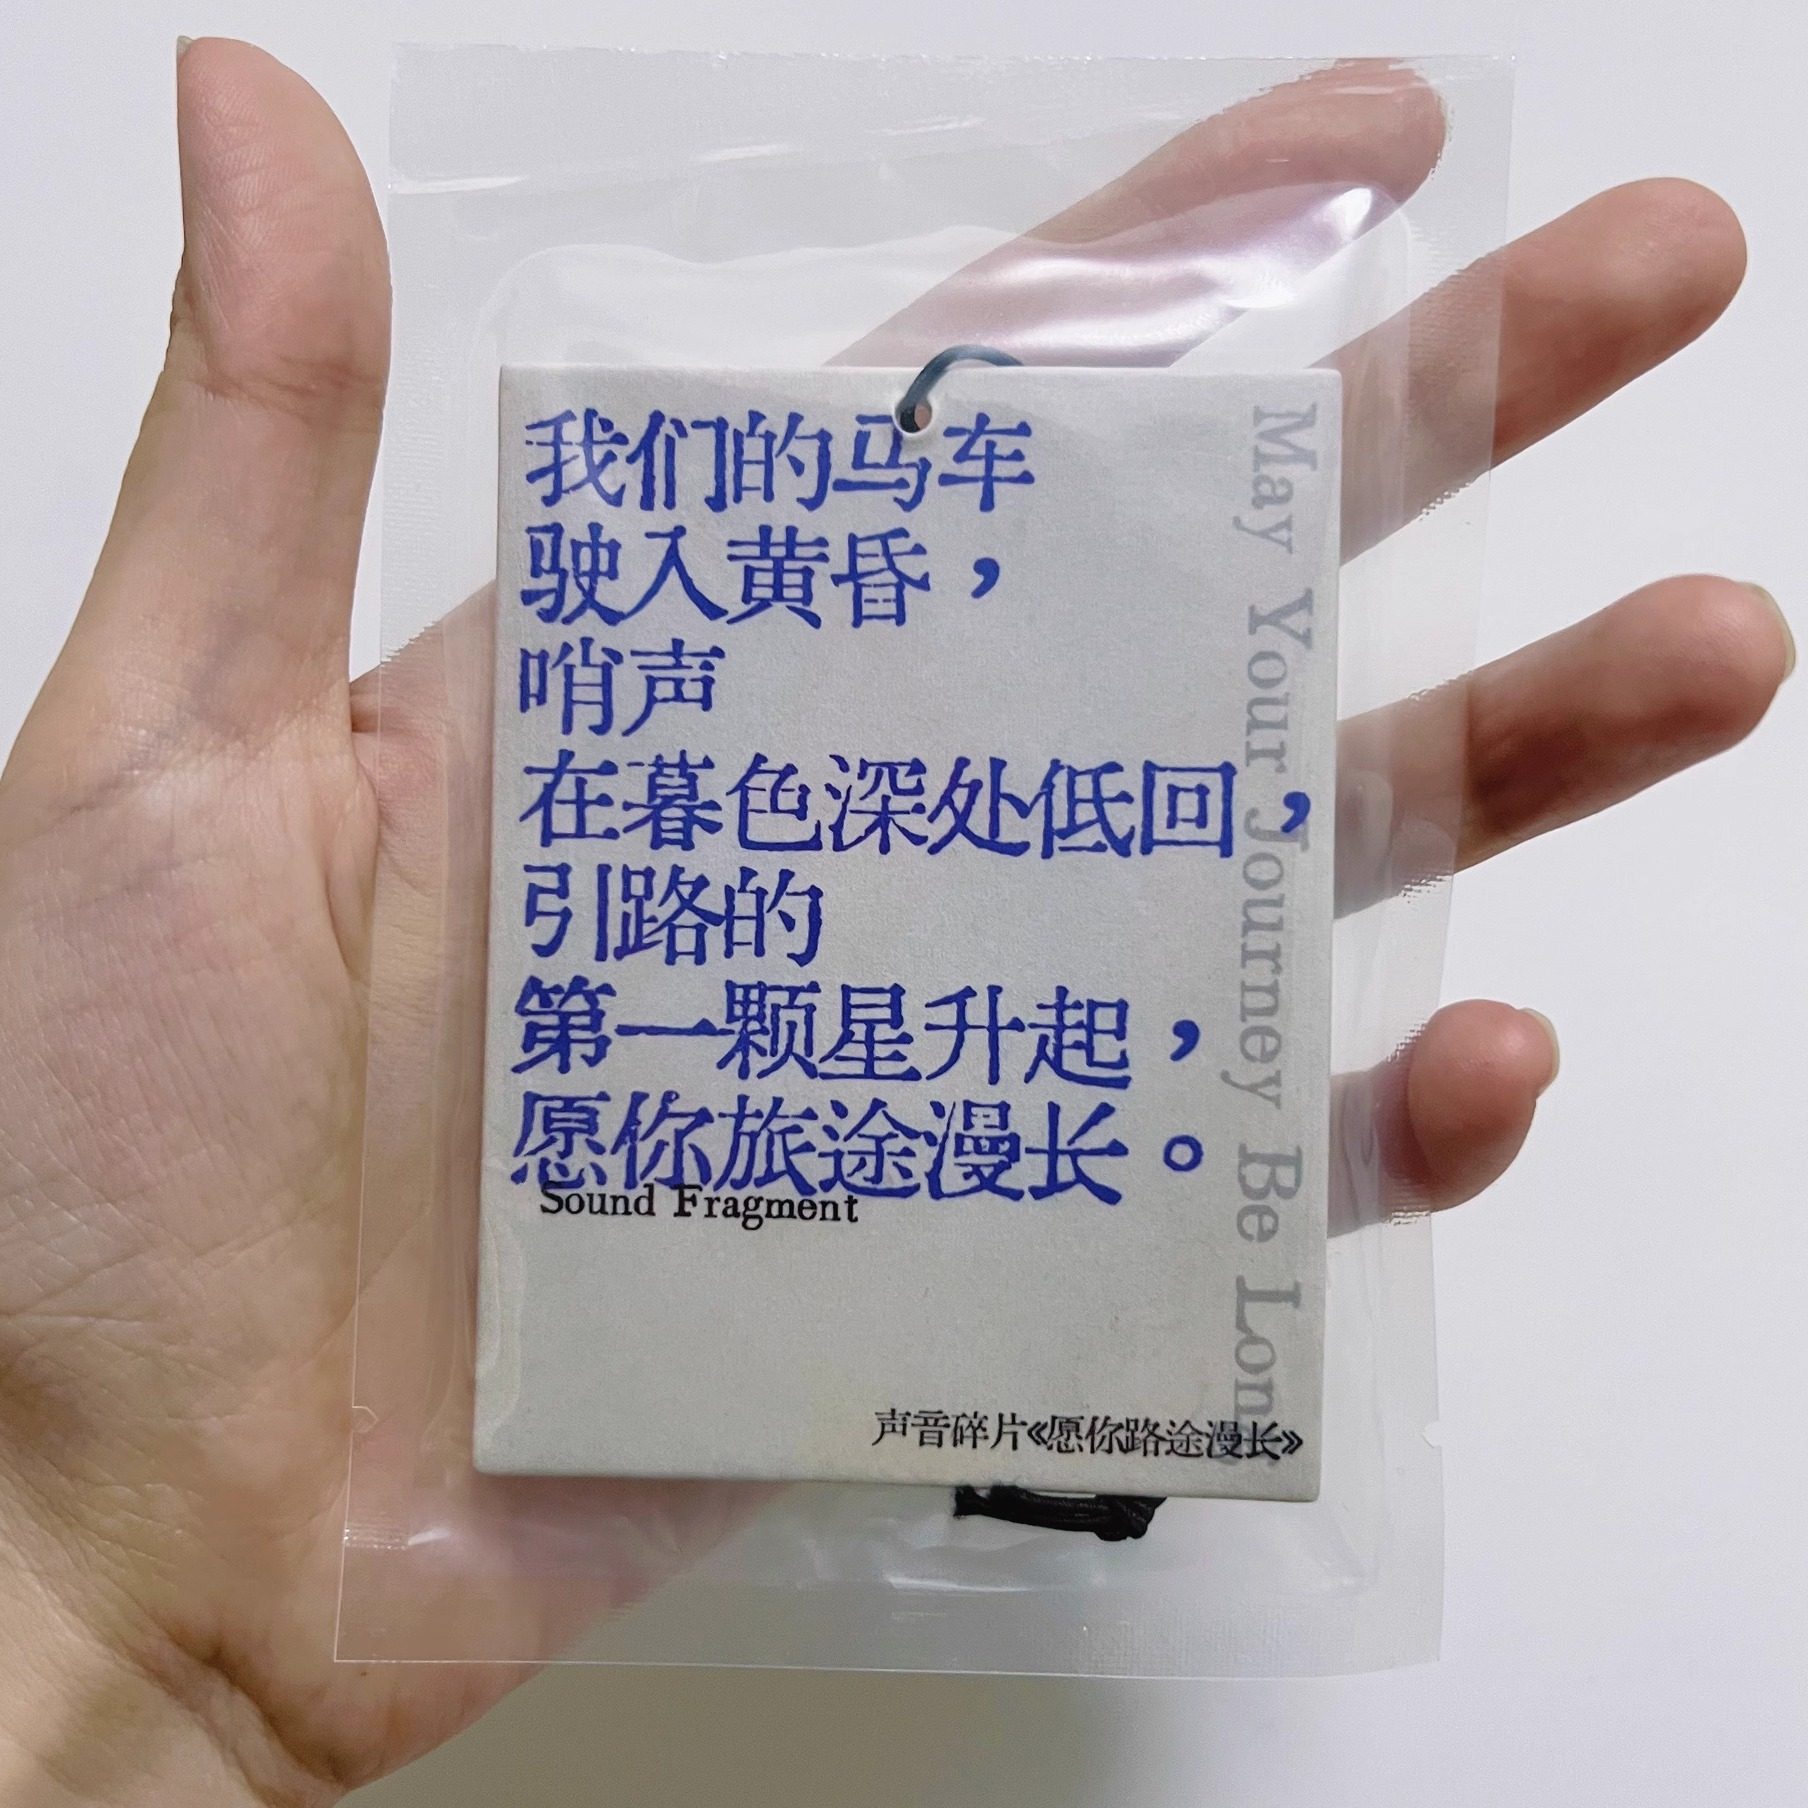 我们的马车
驶入黄昏，
哨声
在暮色深处低回，
引路的
第一颗星升起，
愿你旅途漫长。
Sound Fragment
May Your Journey Be Long
声音碎片《愿你路途漫长》